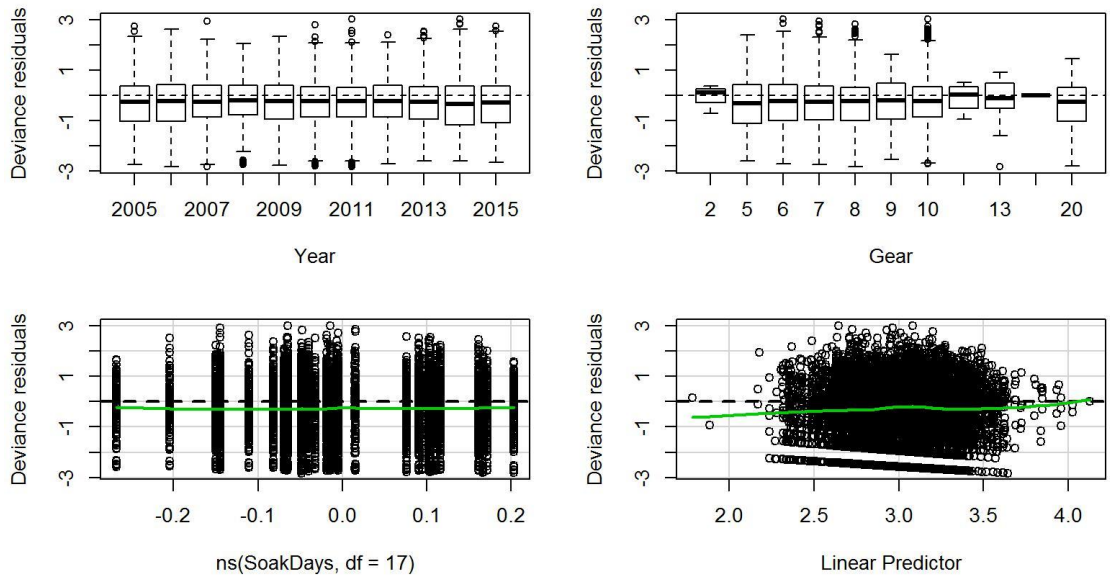 Deviance residuals
3
1
-1
-3
2005 2007 2009 2011 2013 2015
Year
Deviance residuals
3
1
-1
-3
2 5 6 7 8 9 10 13 20
Gear
Deviance residuals
3
1
-1
-3
-0.2 -0.1 0.0 0.1 0.2
ns(SoakDays, df = 17)
Deviance residuals
3
1
-1
-3
2.0 2.5 3.0 3.5 4.0
Linear Predictor